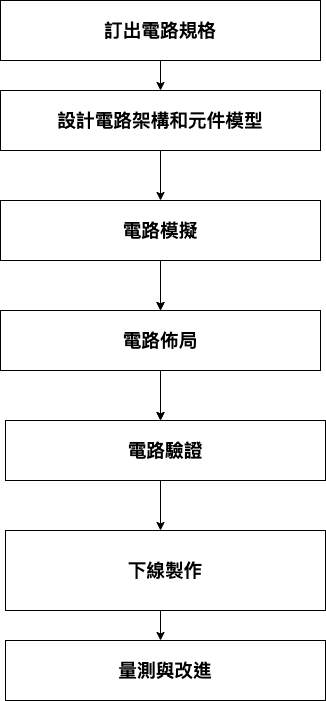 訂出電路規格
設計電路架構和元件模型
電路模擬
電路佈局
電路驗證
下線製作
量測與改進